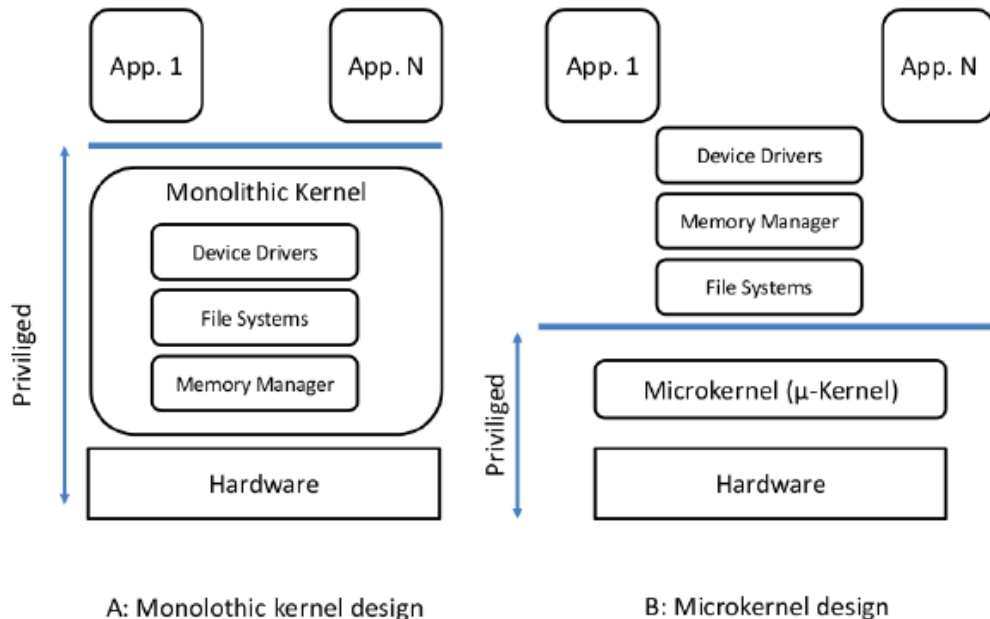 App. 1
App. N
Monolithic Kernel
Device Drivers
File Systems
Memory Manager
Hardware
Priviliged
A: Monolothic kernel design
App. 1
App. N
Device Drivers
Memory Manager
File Systems
Microkernel (μ-Kernel)
Hardware
Priviliged
B: Microkernel design